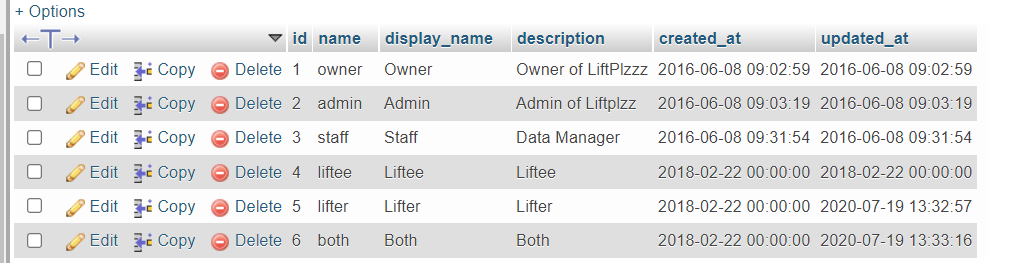 + Options
id name display_name description created_at updated_at
Edit Copy Delete 1 owner Owner Owner of LiftPlzzz 2016-06-08 09:02:59 2016-06-08 09:02:59
Edit Copy Delete 2 admin Admin Admin of Liftplzz 2016-06-08 09:03:19 2016-06-08 09:03:19
Edit Copy Delete 3 staff Staff Data Manager 2016-06-08 09:31:54 2016-06-08 09:31:54
Edit Copy Delete 4 liftee Liftee Liftee 2018-02-22 00:00:00 2018-02-22 00:00:00
Edit Copy Delete 5 lifter Lifter Lifter 2018-02-22 00:00:00 2020-07-19 13:32:57
Edit Copy Delete 6 both Both Both 2018-02-22 00:00:00 2020-07-19 13:33:16